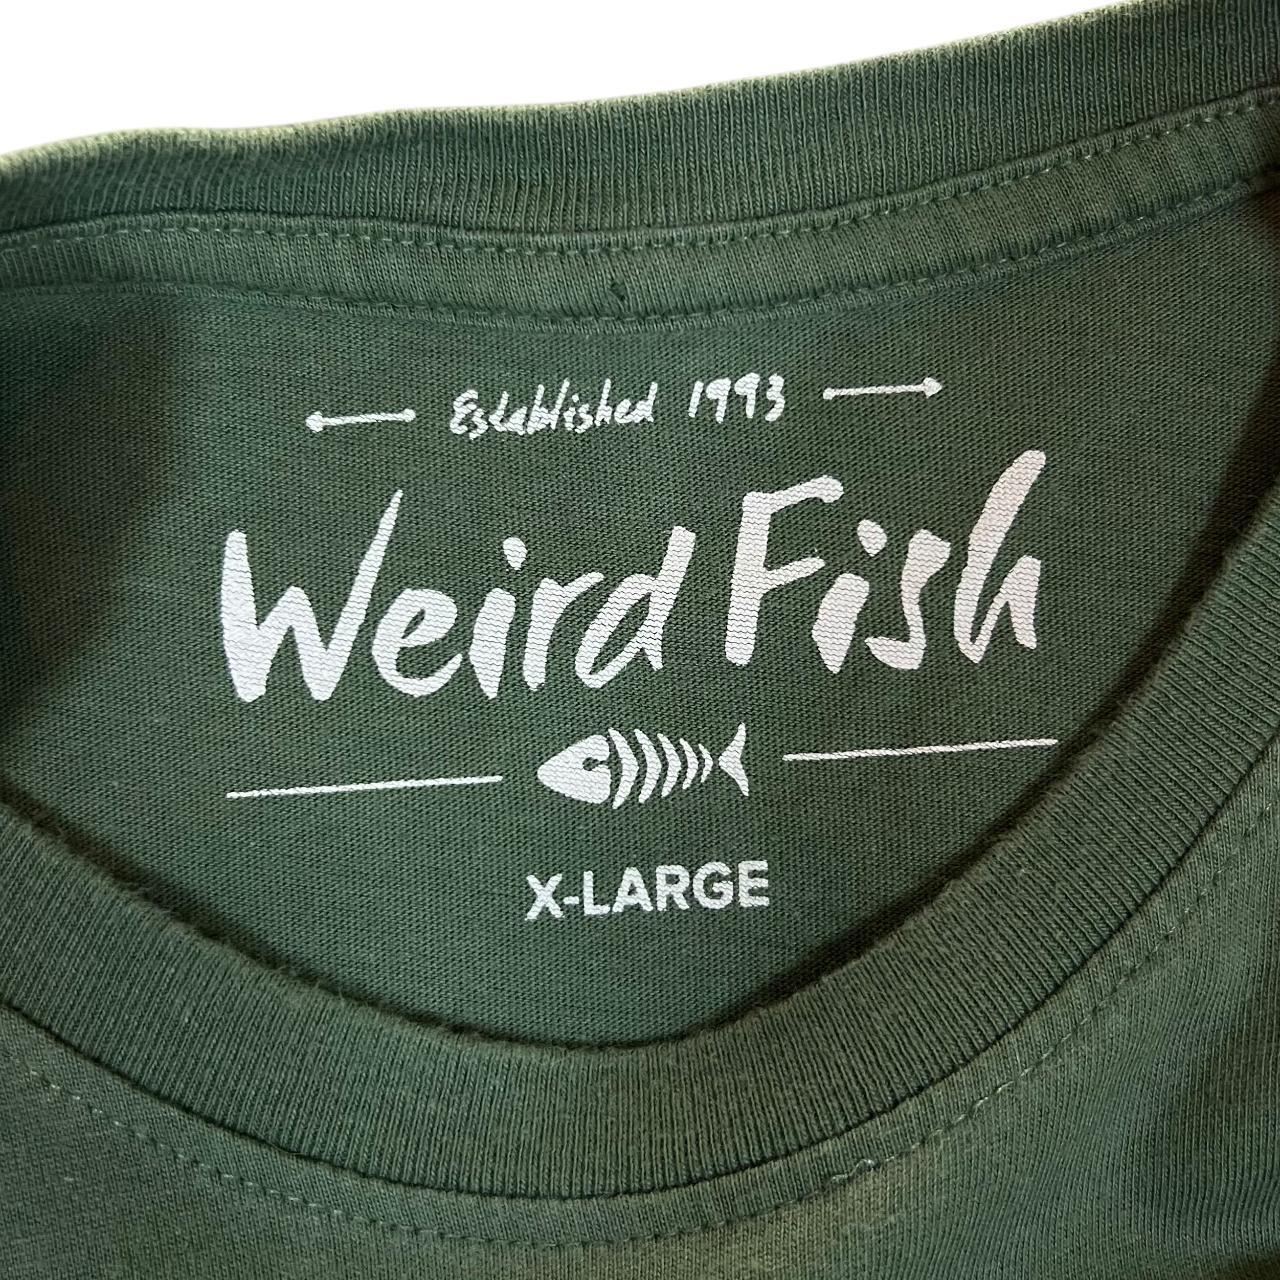 Established 1993
Weird Fish
X-LARGE